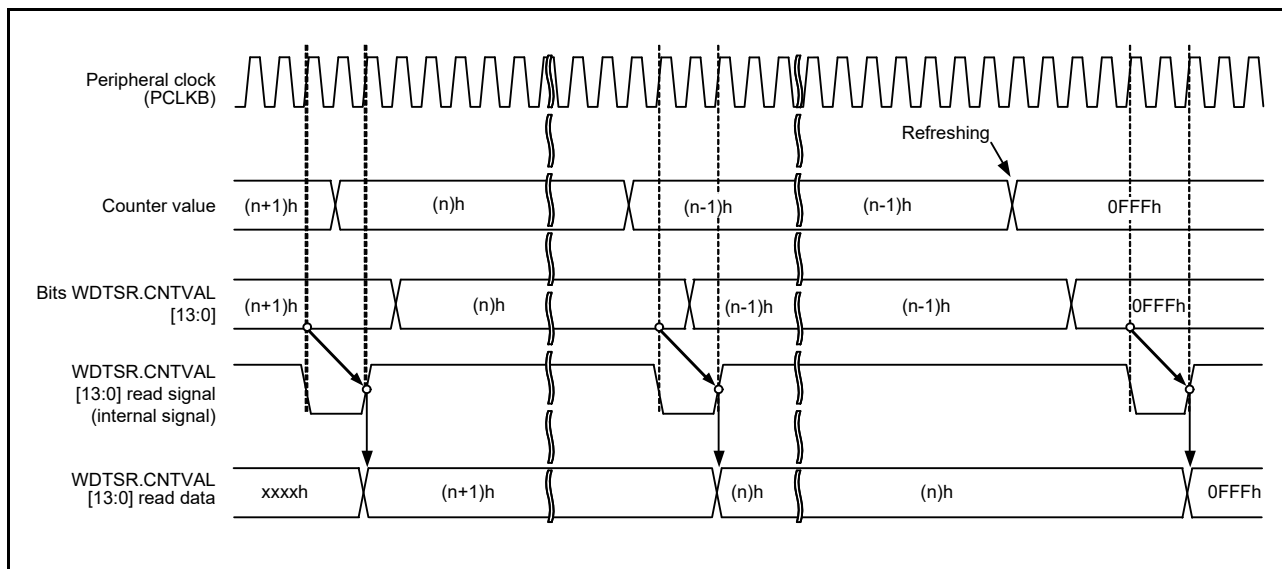 Peripheral clock
(PCLKB)
Refreshing
Counter value
(n+1)h
(n)h
(n-1)h
(n-1)h
0FFFh
Bits WDTSR.CNTVAL
[13:0]
(n+1)h
(n)h
(n-1)h
(n-1)h
0FFFh
WDTSR.CNTVAL
[13:0] read signal
(internal signal)
WDTSR.CNTVAL
[13:0] read data
xxxxh
(n+1)h
(n)h
(n)h
0FFFh